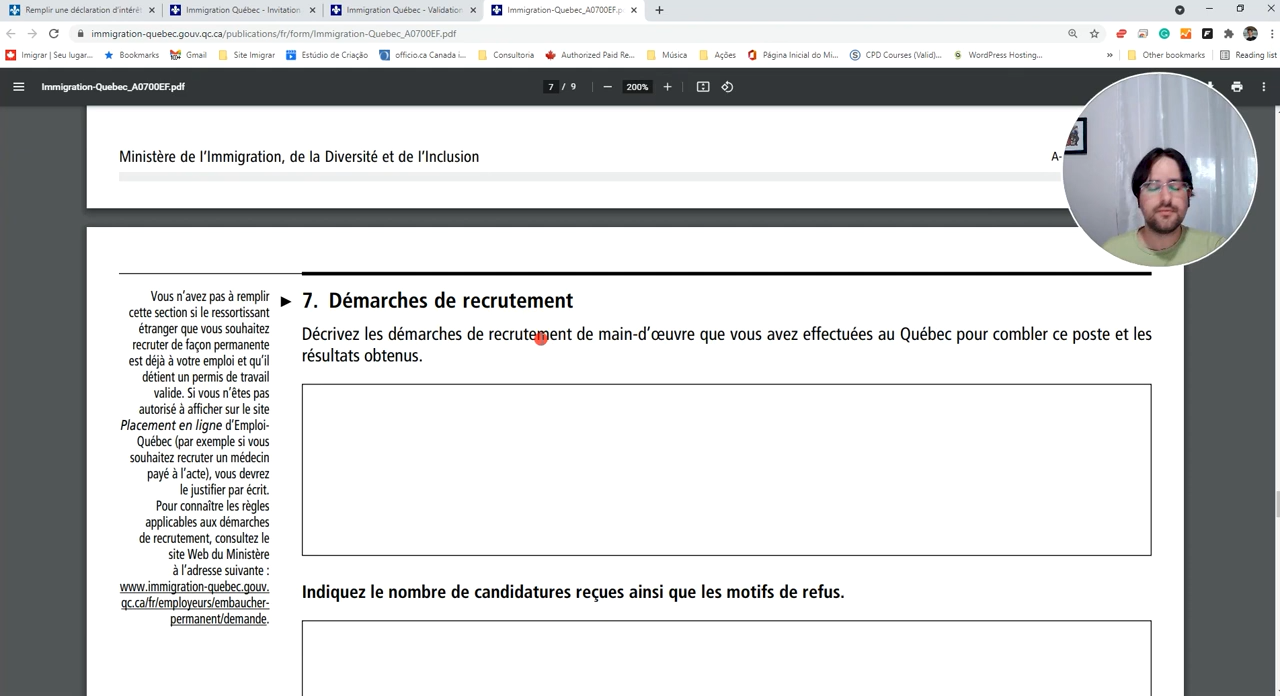 Remplir une déclaration d'intérêt
Immigration Québec - Invitation
Immigration Québec - Validation
Immigration-Quebec_A0700EF.p
immigration-quebec.gouv.qc.ca/publications/fr/form/Immigration-Quebec_A0700EF.pdf
Imigrar | Seu lugar...
Bookmarks
Gmail
Site Imigrar
Estúdio de Criação
officio.ca Canada i...
Consultoria
Authorized Paid Re...
Música
Ações
Página Inicial do Mi...
CPD Courses (Valid)...
WordPress Hosting...
»
Other bookmarks
Reading list
Immigration-Quebec_A0700EF.pdf
7 / 9
200%
Ministère de l'Immigration, de la Diversité et de l'Inclusion
A-
Vous n'avez pas à remplir
cette section si le ressortissant
étranger que vous souhaitez
recruter de façon permanente
est déjà à votre emploi et qu'il
détient un permis de travail
valide. Si vous n'êtes pas
autorisé à afficher sur le site
Placement en ligne d'Emploi-
Québec (par exemple si vous
souhaitez recruter un médecin
payé à l'acte), vous devrez
le justifier par écrit.
Pour connaître les règles
applicables aux démarches
de recrutement, consultez le
site Web du Ministère
à l'adresse suivante :
www.immigration-quebec.gouv.
qc.ca/fr/employeurs/embaucher-
permanent/demande.
7. Démarches de recrutement
Décrivez les démarches de recrutement de main-d'œuvre que vous avez effectuées au Québec pour combler ce poste et les
résultats obtenus.
Indiquez le nombre de candidatures reçues ainsi que les motifs de refus.